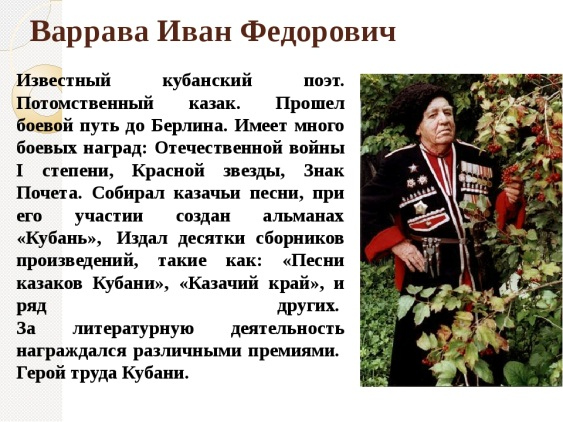 Варрава Иван Федорович
Известный кубанский поэт.
Потомственный казак. Прошел
боевой путь до Берлина. Имеет много
боевых наград: Отечественной войны
I степени, Красной звезды, Знак
Почета. Собирал казачьи песни, при
его участии создан альманах
«Кубань», Издал десятки сборников
произведений, такие как: «Песни
казаков Кубани», «Казачий край», и
ряд других.
За литературную деятельность
награждался различными премиями.
Герой труда Кубани.